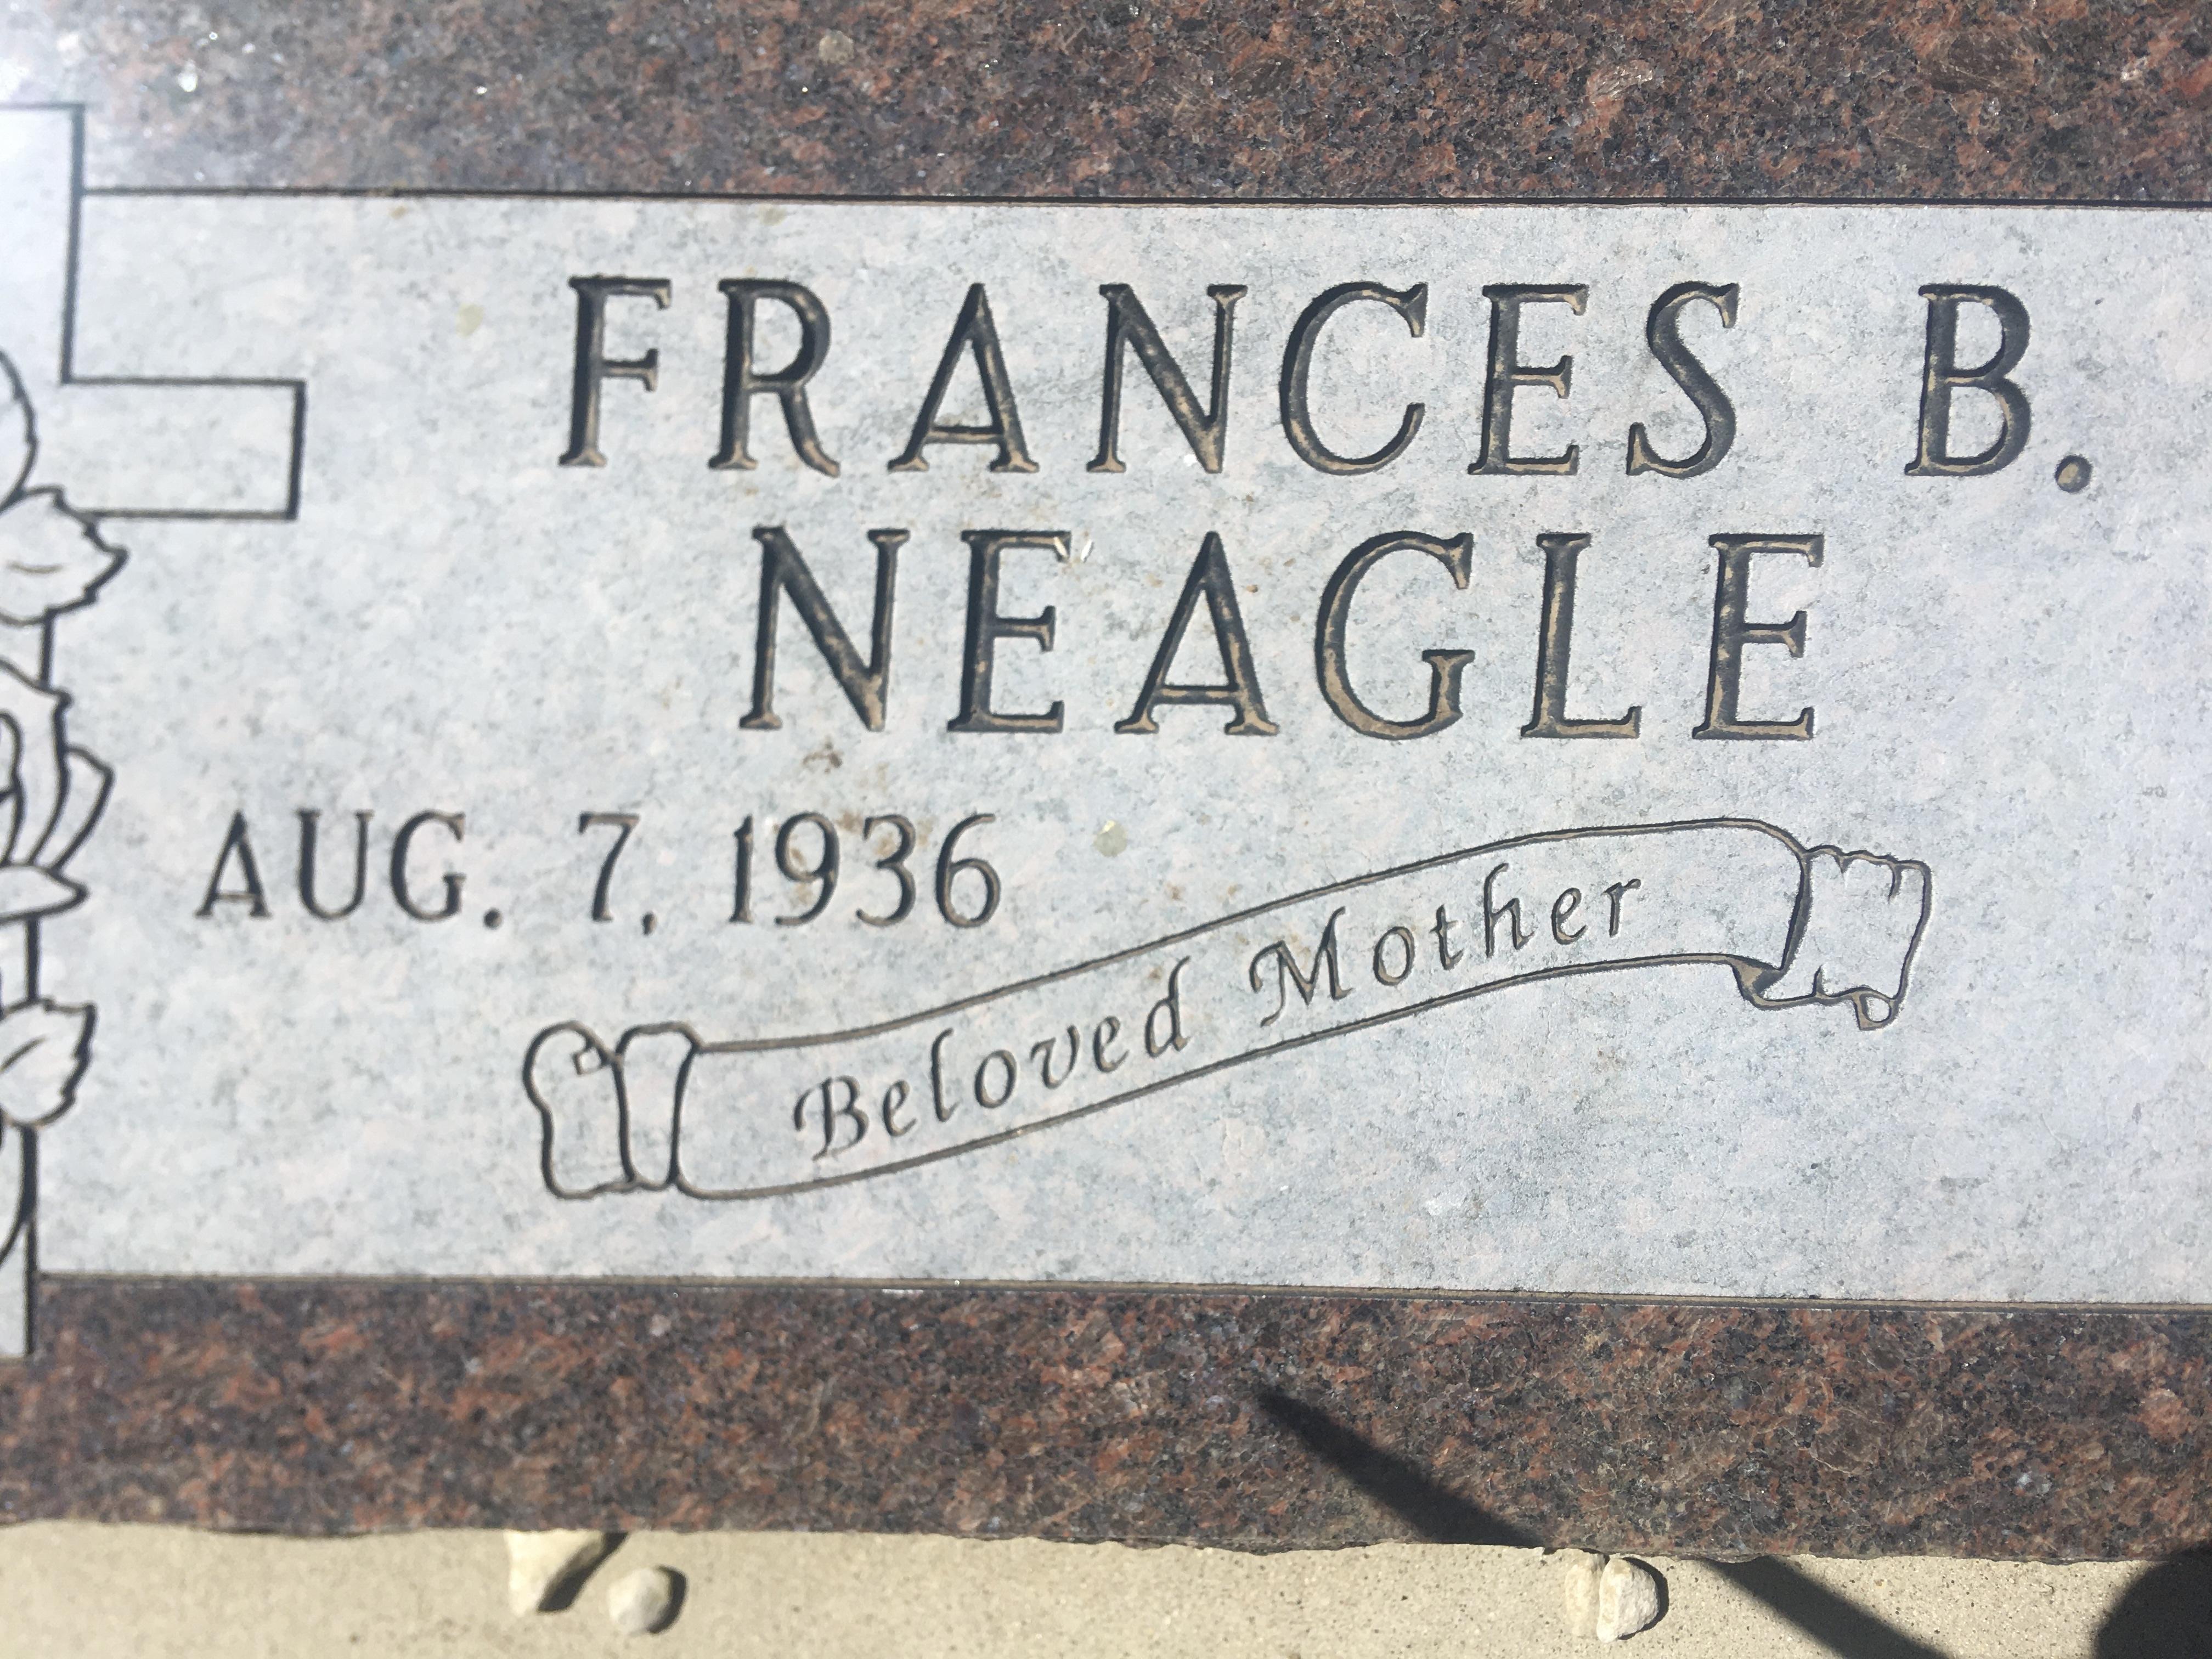 FRANCES B.
NEAGLE
AUG. 7, 1936
Beloved Mother